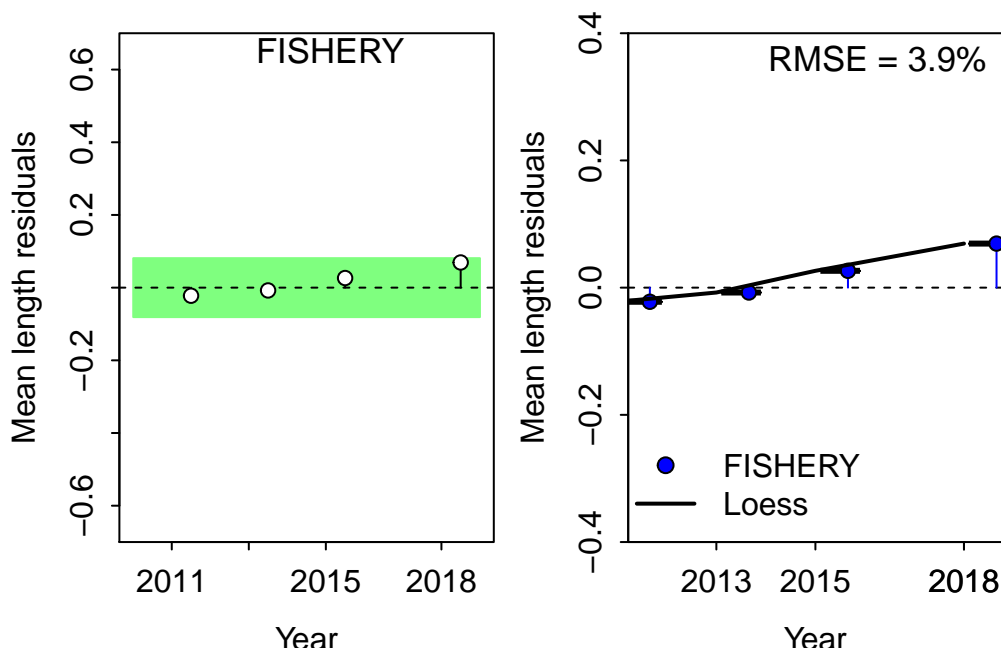 FISHERY
Mean length residuals
0.6
0.4
0.2
−0.2
−0.6
2011
2015
2018
Year
RMSE = 3.9%
Mean length residuals
0.4
0.2
0.0
−0.2
−0.4
FISHERY
Loess
2013
2015
2018
Year